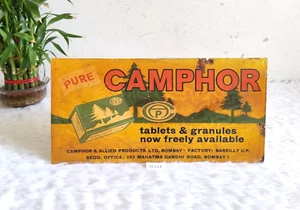 PURE
CAMPHOR
tablets & granules
now freely available
CAMPHOR & ALLIED PRODUCTS LTD, BOMBAY FACTORY: BAREILLY U.P.
REGD. OFFICE: 192 MAHATMA GANDHI ROAD, BOMBAY 1